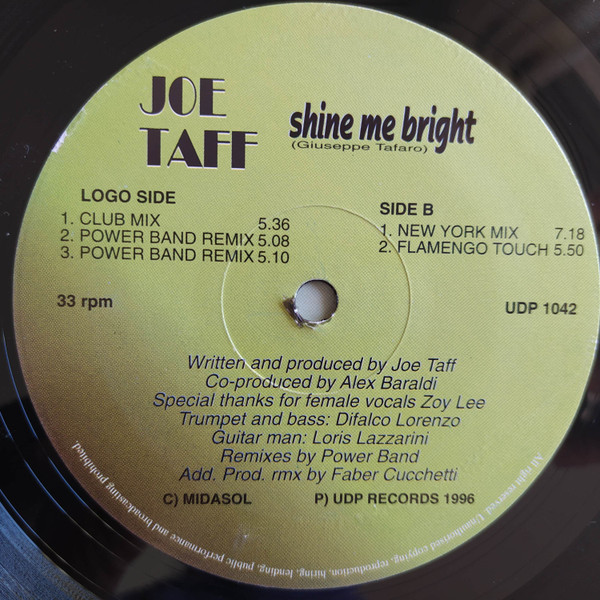 JOE
TAFF
shine me bright
(Giuseppe Tafaro)
LOGO SIDE
1. CLUB MIX 5.36
2. POWER BAND REMIX 5.08
3. POWER BAND REMIX 5.10
SIDE B
1. NEW YORK MIX 7.18
2. FLAMENGO TOUCH 5.50
33 rpm
UDP 1042
Written and produced by Joe Taff
Co-produced by Alex Baraldi
Special thanks for female vocals Zoy Lee
Trumpet and bass: Difalco Lorenzo
Guitar man: Loris Lazzarini
Remixes by Power Band
Add. Prod. rmx by Faber Cucchetti
C) MIDASOL P) UDP RECORDS 1996
All right reserved. Unauthorised copying, reproduction, hiring, lending, public performance and broadcasting prohibited.